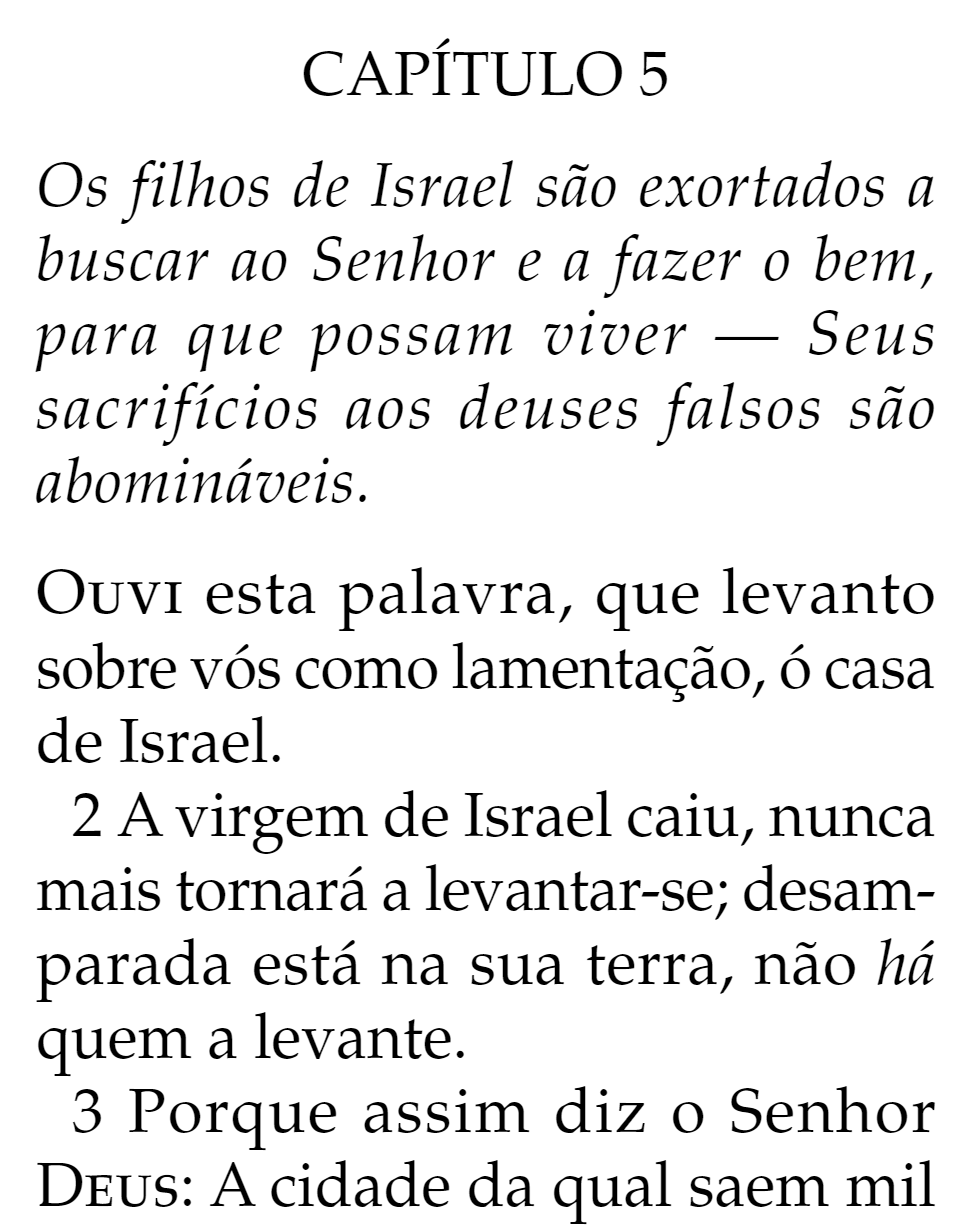 CAPÍTULO 5
Os filhos de Israel são exortados a
buscar ao Senhor e a fazer o bem,
para que possam viver — Seus
sacrifícios aos deuses falsos são
abomináveis.
OUVI esta palavra, que levanto
sobre vós como lamentação, ó casa
de Israel.
2 A virgem de Israel caiu, nunca
mais tornará a levantar-se; desam-
parada está na sua terra, não há
quem a levante.
3 Porque assim diz o Senhor
DEUS: A cidade da qual saem mil